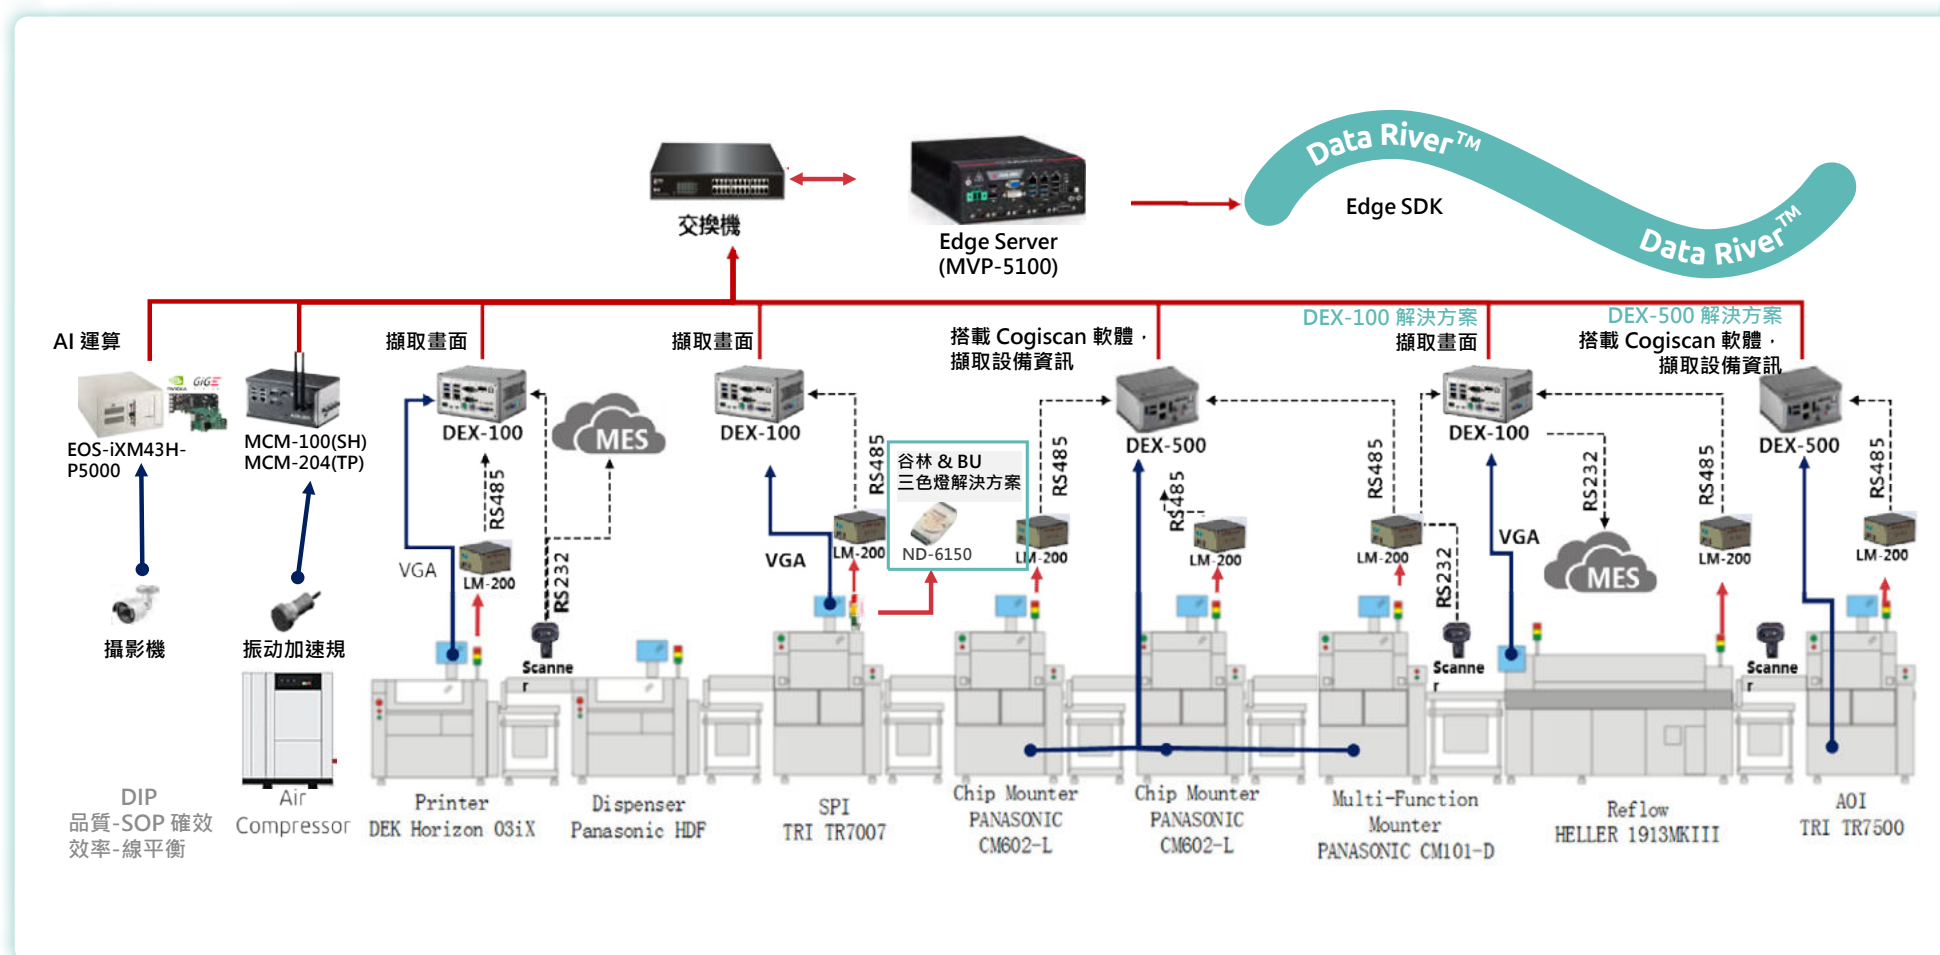 Data River™
Edge SDK
Data River™
交換機
Edge Server
(MVP-5100)
AI 運算
擷取畫面
擷取畫面
搭載 Cogiscan 軟體，
擷取設備資訊
DEX-100 解決方案
擷取畫面
DEX-500 解決方案
搭載 Cogiscan 軟體，
擷取設備資訊
NVIDIA
GIGE
EOS-iXM43H-
P5000
MCM-100(SH)
MCM-204(TP)
DEX-100
MES
DEX-100
DEX-500
DEX-100
DEX-500
RS485
RS485
谷林 & BU
三色燈解決方案
ND-6150
RS485
RS485
RS485
RS232
RS485
RS485
VGA
LM-200
RS232
VGA
LM-200
LM-200
LM-200
LM-200
RS232
VGA
MES
LM-200
LM-200
攝影機
振动加速規
Scanne
r
Scanne
r
Scanne
r
DIP
品質-SOP 確效
效率-線平衡
Air
Compressor
Printer
DEK Horizon 03iX
Dispenser
Panasonic HDF
SPI
TRI TR7007
Chip Mounter
PANASONIC
CM602-L
Chip Mounter
PANASONIC
CM602-L
Multi-Function
Mounter
PANASONIC CM101-D
Reflow
HELLER 1913MKIII
AOI
TRI TR7500